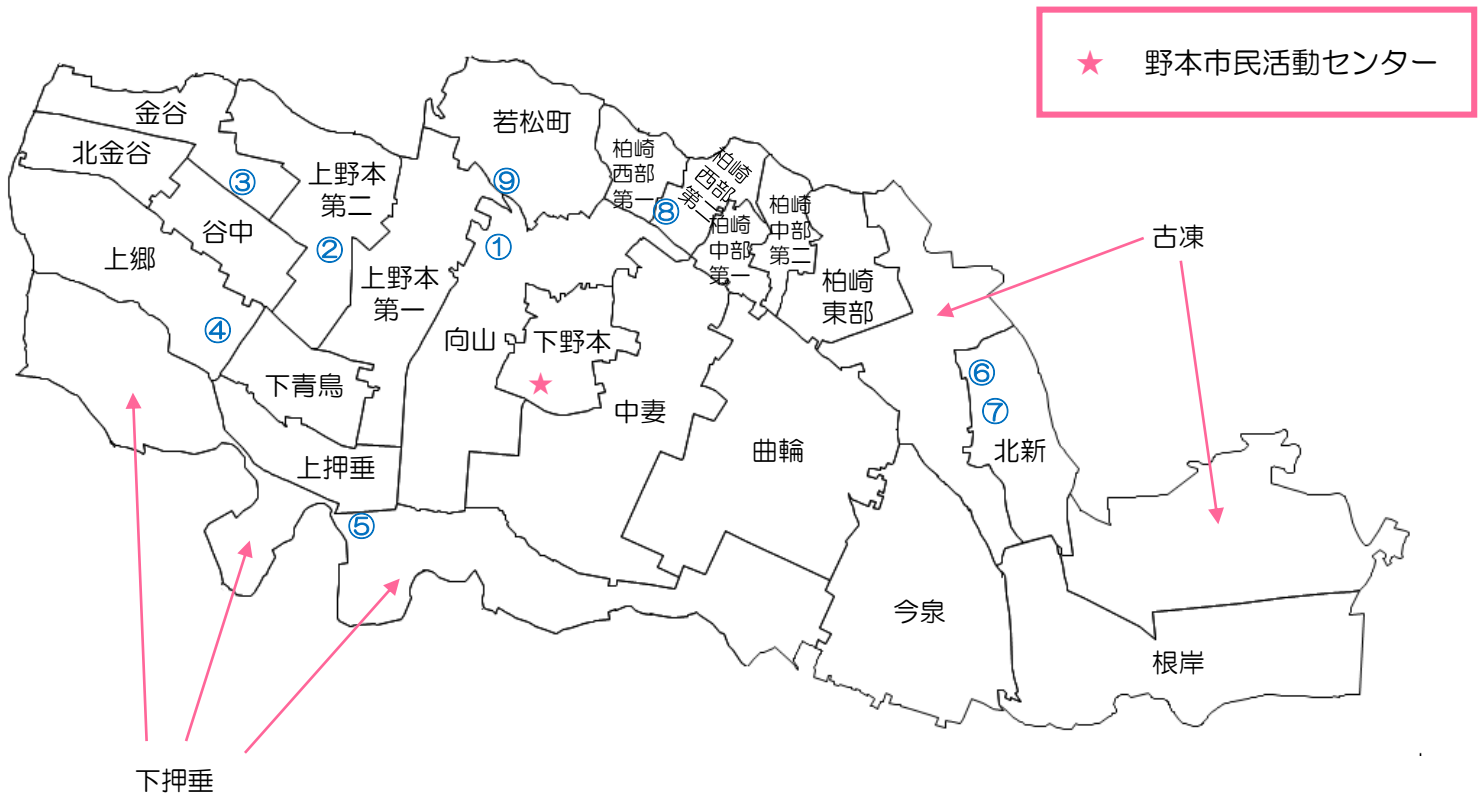 ★ 野本市民活動センター
金谷
北金谷
③
上野本
第二
若松町
⑨
柏崎
西部
第一
⑧
柏崎
西部
第二
柏崎
中部
第一
柏崎
中部
第二
柏崎
東部
古凍
上郷
谷中
②
①
上野本
第一
④
向山
下野本
★
下青鳥
中妻
⑥
⑦
北新
曲輪
上押垂
⑤
今泉
根岸
下押垂